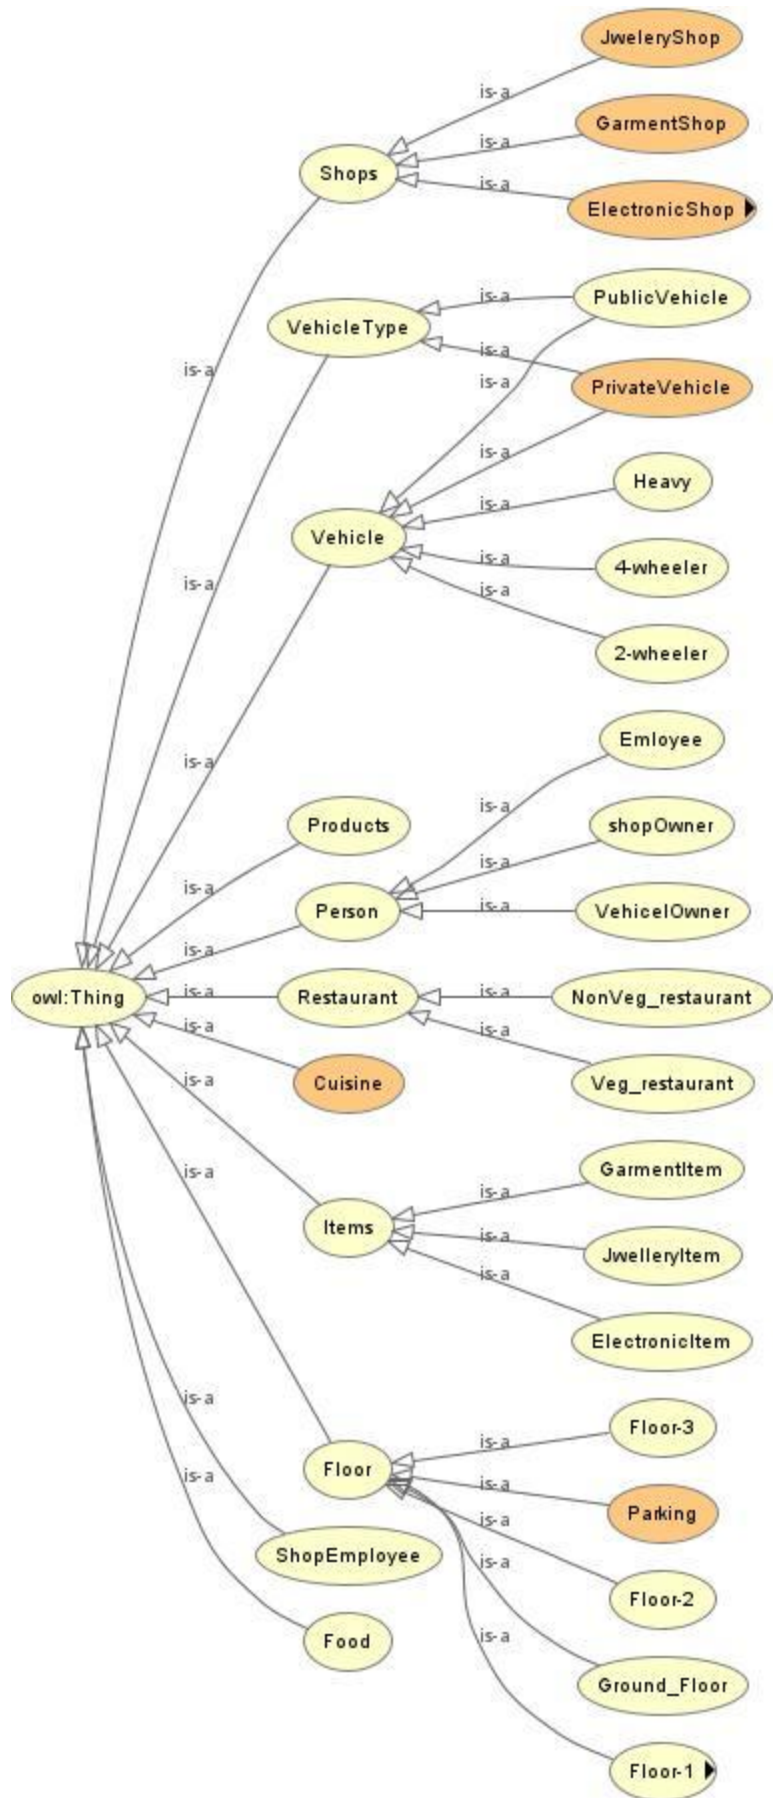 JweleryShop
is-a
GarmentShop
is-a
Shops
is-a
ElectronicShop
is-a
PublicVehicle
VehicleType
is-a
is-a
is-a
PrivateVehicle
is-a
Heavy
is-a
Vehicle
is-a
4-wheeler
is-a
is-a
2-wheeler
Emloyee
is-a
is-a
Products
shopOwner
is-a
Person
is-a
VehicelOwner
is-a
owl:Thing
is-a
Restaurant
is-a
NonVeg_restaurant
is-a
is-a
Cuisine
Veg_restaurant
is-a
GarmentItem
is-a
is-a
Items
is-a
JwelleryItem
is-a
ElectronicItem
is-a
Floor-3
is-a
Floor
is-a
is-a
Parking
is-a
ShopEmployee
is-a
Floor-2
is-a
Food
Ground_Floor
Floor-1